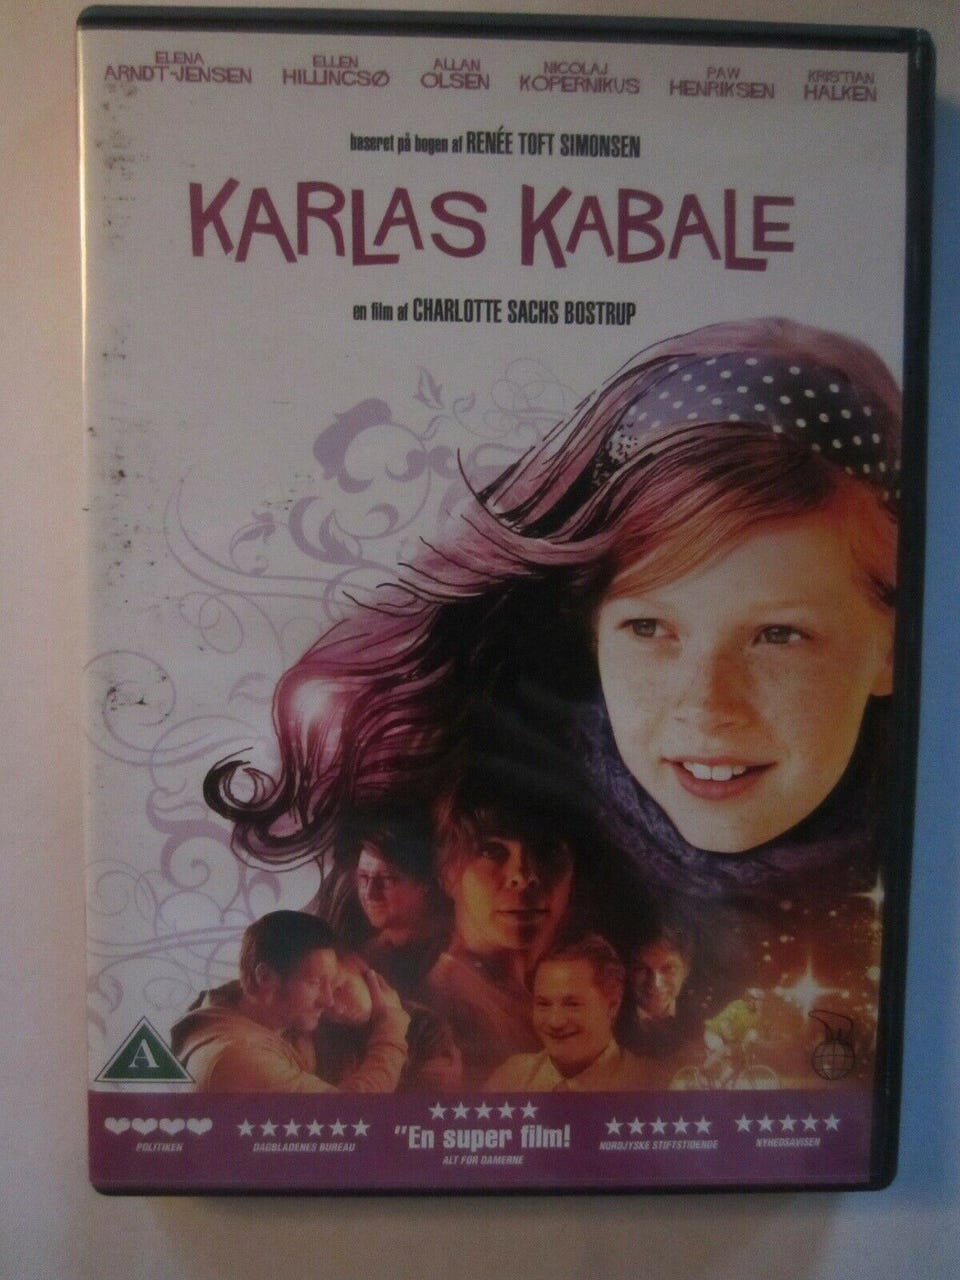 ELENA ARNDT-JENSEN
ELLEN HILLINGSØ
ALLAN OLSEN
NICOLAJ KOPERNIKUS
PAW HENRIKSEN
KRISTIAN HALKEN
baseret på bogen af RENÉE TOFT SIMONSEN
KARLAS KABALE
en film af CHARLOTTE SACHS BOSTRUP
A
POLITIKEN
DAGBLADENES BUREAU
"En super film!
ALT FOR DAMERNE
NORDJYSKE STIFTSTIDENDE
NYHEDSAVISEN